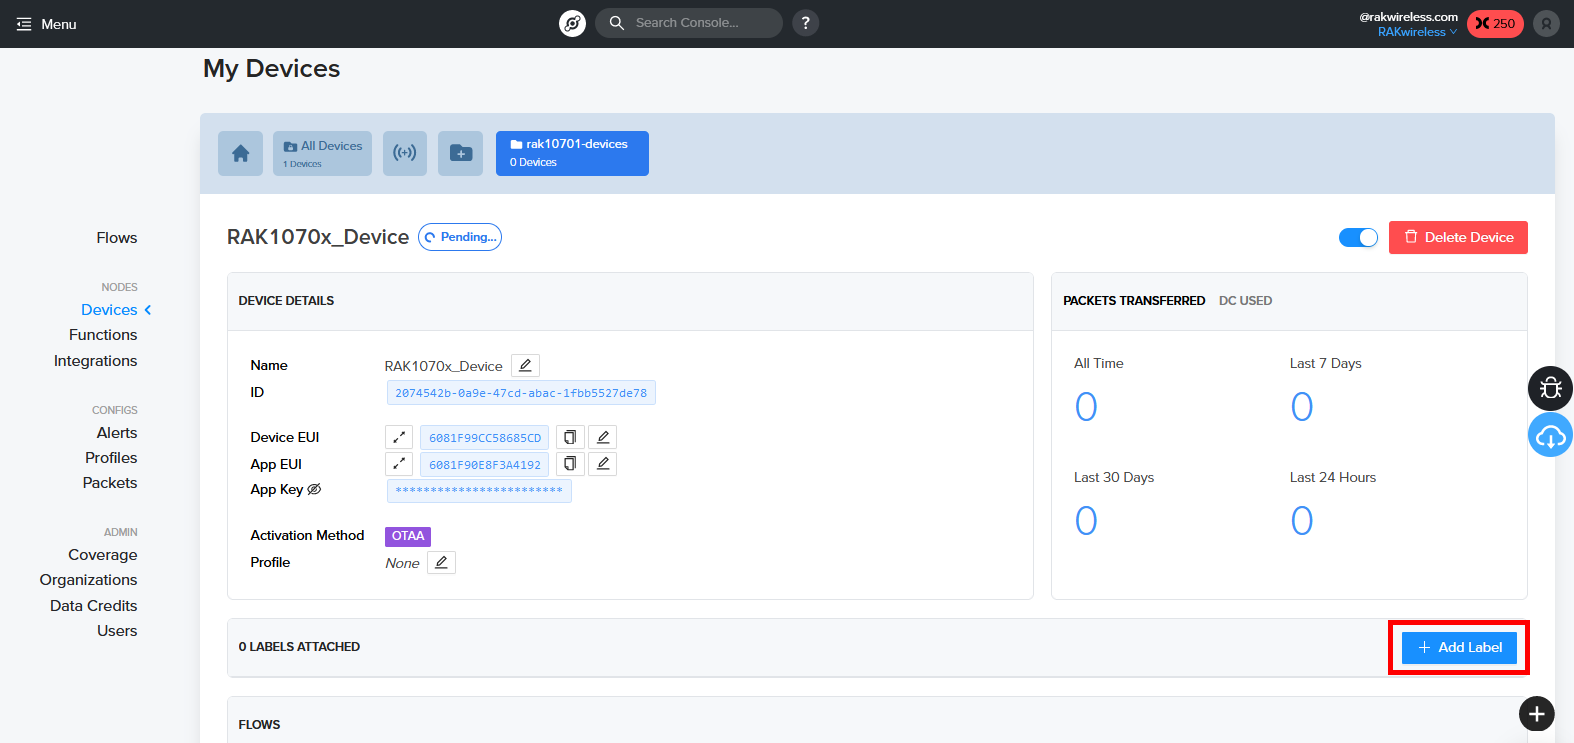 Menu
Search Console...
?
@rakwireless.com
RAKwireless
250
My Devices
All Devices
1 Devices
rak10701-devices
0 Devices
Flows
NODES
Devices
Functions
Integrations
CONFIGS
Alerts
Profiles
Packets
ADMIN
Coverage
Organizations
Data Credits
Users
RAK1070x_Device
Pending...
Delete Device
DEVICE DETAILS
Name RAK1070x_Device
ID 2074542b-0a9e-47cd-abac-1fbb5527de78
Device EUI 6081F99CC58685CD
App EUI 6081F90E8F3A4192
App Key ************************
Activation Method OTAA
Profile None
PACKETS TRANSFERRED DC USED
All Time Last 7 Days
0 0
Last 30 Days Last 24 Hours
0 0
0 LABELS ATTACHED
+ Add Label
FLOWS